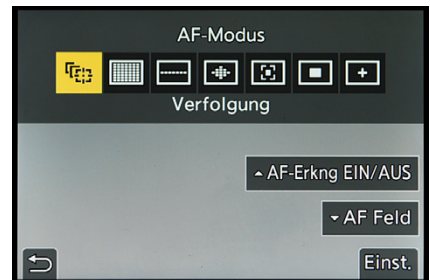 AF-Modus
Verfolgung
AF-Erkng EIN/AUS
AF Feld
Einst.